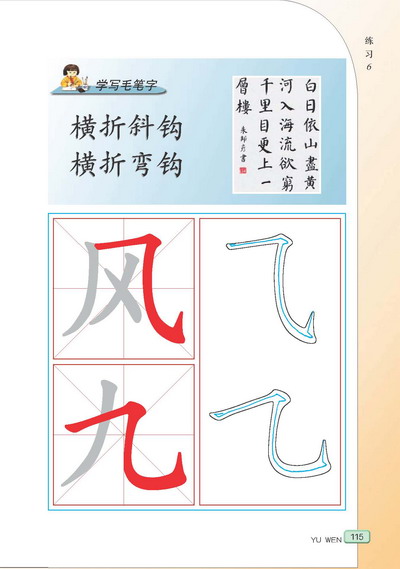 练习6
学写毛笔字
横折斜钩
横折弯钩
白日依山盡黄
河入海流欲窮
千里目更上一
層樓
朱邦彦書
风
九
YU WEN 115